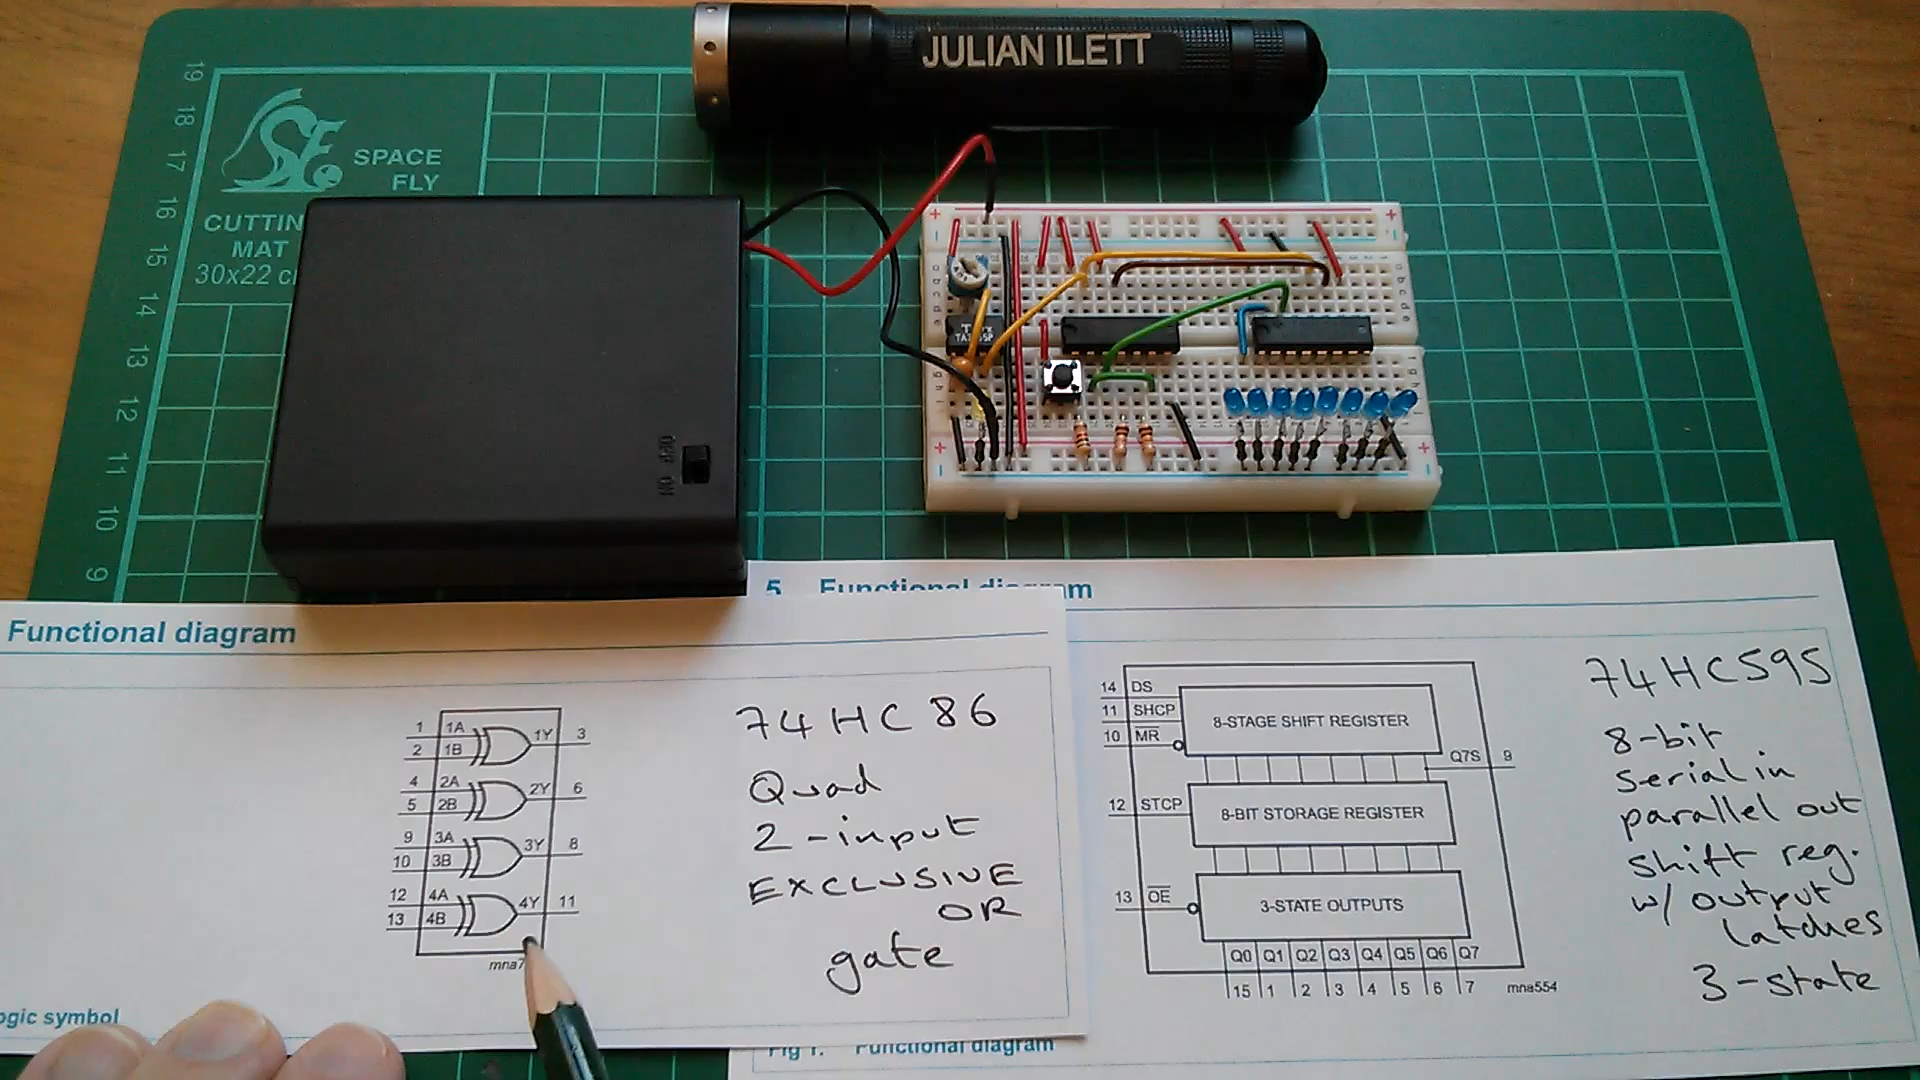 JULIAN ILETT
SPACE
FLY
CUTTIN
MAT
30x22 c
19
18
17
16
15
14
13
12
11
10
9
OFF
ON
Functional diagram
1 1A 1Y 3
2 1B
4 2A 2Y 6
5 2B
9 3A 3Y 8
10 3B
12 4A 4Y 11
13 4B
mna7
ogic symbol
74HC86
Quad
2-input
EXCLUSIVE
OR
gate
5. Functional diagram
14 DS
11 SHCP
10 MR
8-STAGE SHIFT REGISTER
Q7S 9
12 STCP
8-BIT STORAGE REGISTER
13 OE
3-STATE OUTPUTS
Q0 Q1 Q2 Q3 Q4 Q5 Q6 Q7
15 1 2 3 4 5 6 7
mna554
Fig 1. Functional diagram
74HC595
8-bit
serial in
parallel out
shift reg.
w/ output
latches
3-state